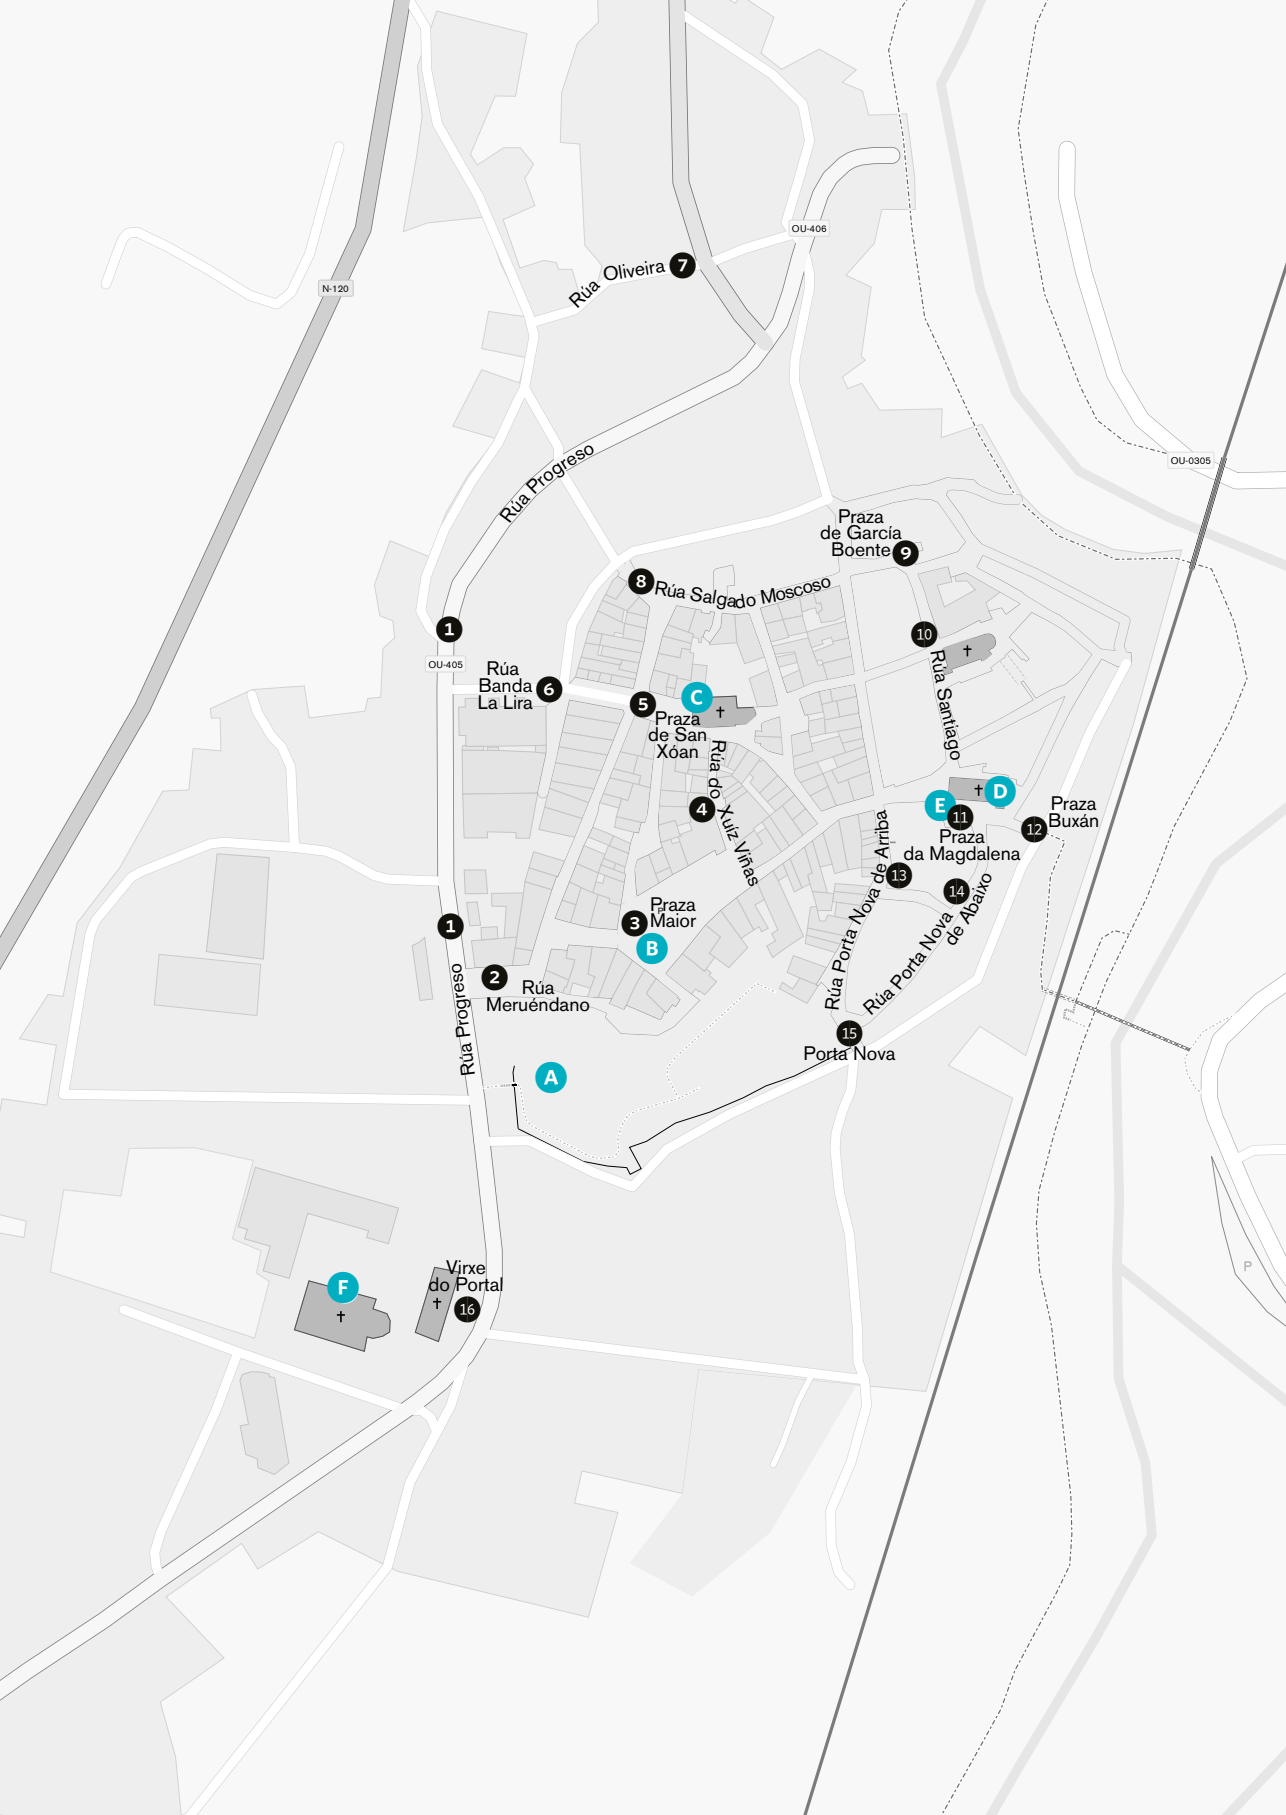 OU-406
Rúa Oliveira
7
N-120
OU-0305
Rúa Progreso
Praza
de García
Boente
9
8
Rúa Salgado Moscoso
1
10
OU-405
Rúa
Banda
La Lira
6
5
C
Rúa Santiago
Praza
de San
Xóan
Rúa do Xuíz Viñas
4
D
E
11
Praza
da Magdalena
Praza
Buxán
12
13
14
Rúa Porta Nova de Arriba
Rúa Porta Nova
de Abaixo
Praza
Maior
3
B
1
2
Rúa
Meruéndano
Rúa Progreso
15
Porta Nova
A
Virxe
do Portal
16
F
P